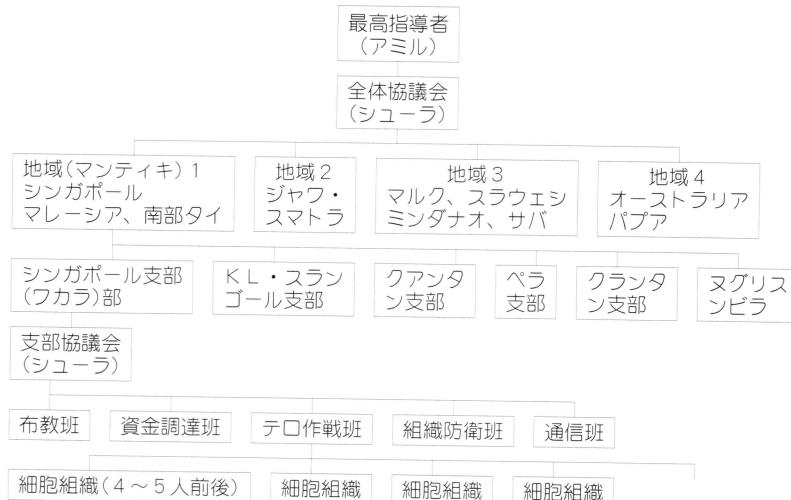 最高指導者
(アミル)
全体協議会
(シューラ)
地域(マンティキ)1
シンガポール
マレーシア、南部タイ
地域2
ジャワ・
スマトラ
地域3
マルク、スラウェシ
ミンダナオ、サバ
地域4
オーストラリア
パプア
シンガポール支部
(ワカラ)部
KL・スラン
ゴール支部
クアンタ
ン支部
ペラ
支部
クランタ
ン支部
ヌグリス
ンビラ
支部協議会
(シューラ)
布教班
資金調達班
テロ作戦班
組織防衛班
通信班
細胞組織(4~5人前後)
細胞組織
細胞組織
細胞組織